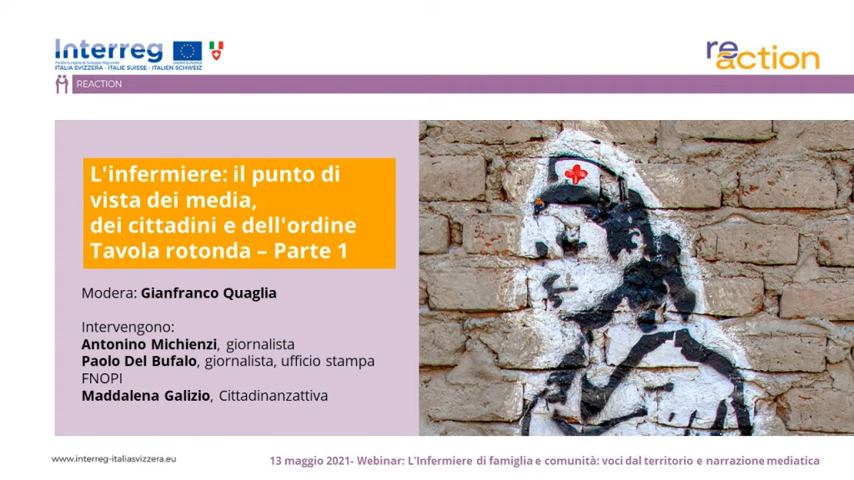 Interreg
ITALIA SVIZZERA - ITALIE SUISSE - ITALIEN SCHWEIZ
reaction
REACTION
L'infermiere: il punto di
vista dei media,
dei cittadini e dell'ordine
Tavola rotonda – Parte 1
Modera: Gianfranco Quaglia
Intervengono:
Antonino Michienzi, giornalista
Paolo Del Bufalo, giornalista, ufficio stampa
FNOPI
Maddalena Galizio, Cittadinanzattiva
www.interreg-italiasvizzera.eu
13 maggio 2021- Webinar: L'Infermiere di famiglia e comunità: voci dal territorio e narrazione mediatica